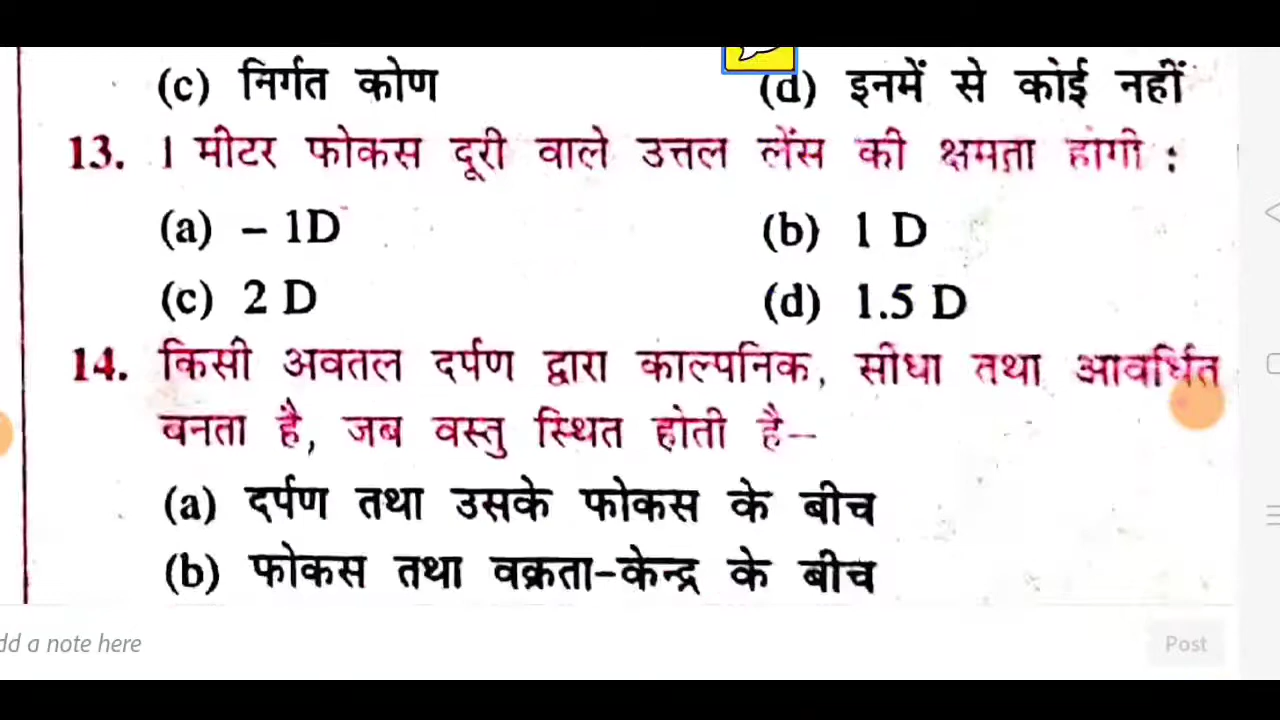 (c) निर्गत कोण (d) इनमें से कोई नहीं
13. 1 मीटर फोकस दूरी वाले उत्तल लेंस की क्षमता होगी :
(a) – 1D (b) 1 D
(c) 2 D (d) 1.5 D
14. किसी अवतल दर्पण द्वारा काल्पनिक, सीधा तथा आवर्धित
बनता है, जब वस्तु स्थित होती है–
(a) दर्पण तथा उसके फोकस के बीच
(b) फोकस तथा वक्रता-केन्द्र के बीच
dd a note here Post